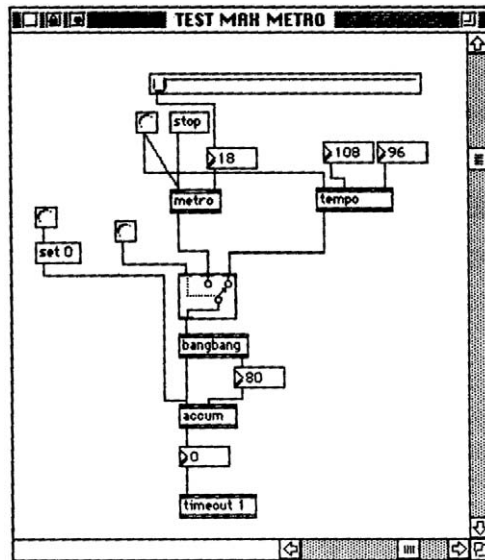 TEST MAX METRO
stop
18
108
96
metro
tempo
set 0
bangbang
80
accum
0
timeout 1